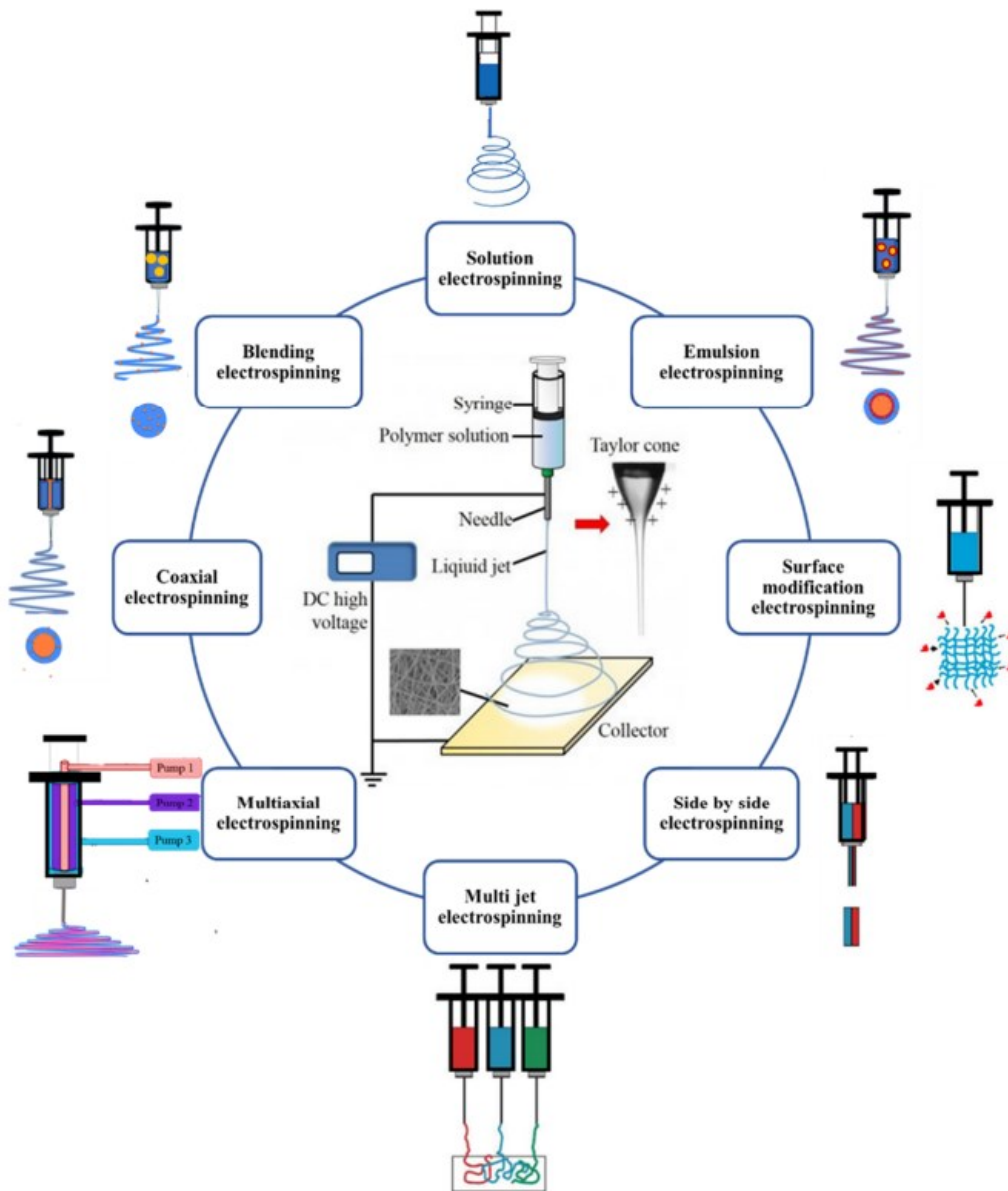 Solution
electrospinning
Blending
electrospinning
Emulsion
electrospinning
Syringe
Polymer solution
Taylor cone
Needle
Liqiuid jet
DC high
voltage
Collector
Coaxial
electrospinning
Surface
modification
electrospinning
Pump 1
Pump 2
Pump 3
Multiaxial
electrospinning
Side by side
electrospinning
Multi jet
electrospinning